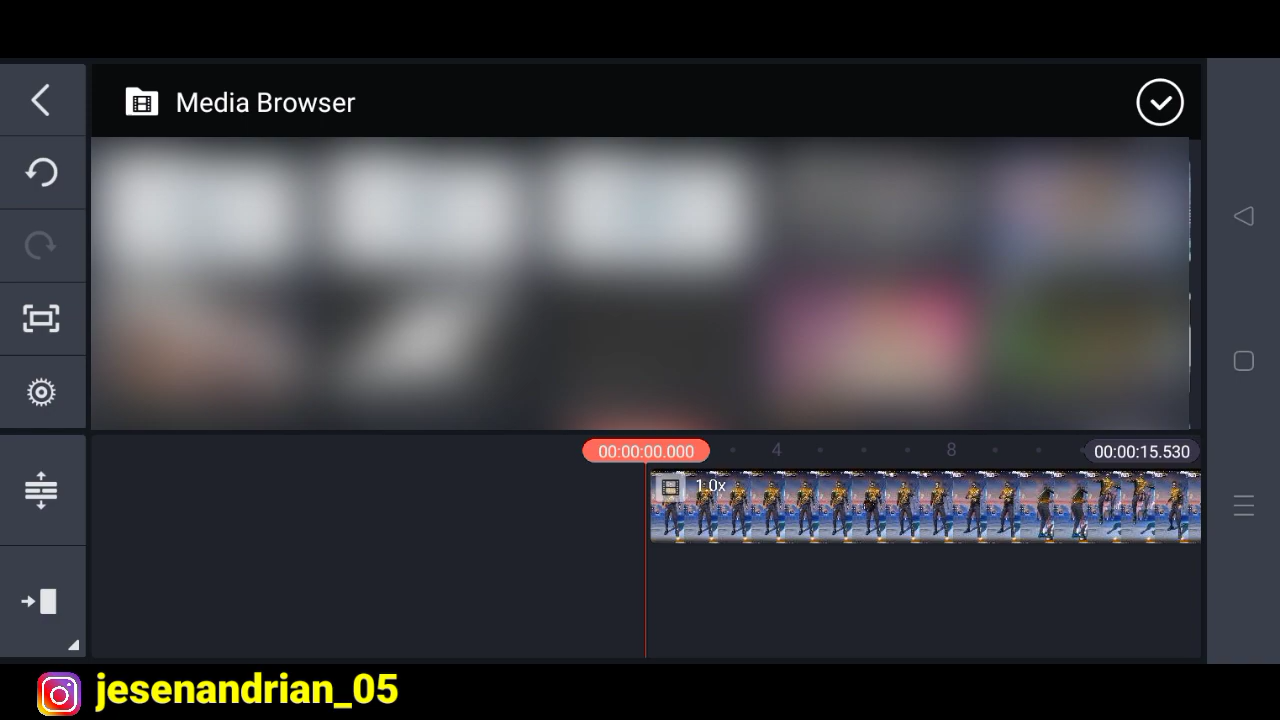 Media Browser
00:00:00.000
4
8
00:00:15.530
1.0x
jesenandrian_05